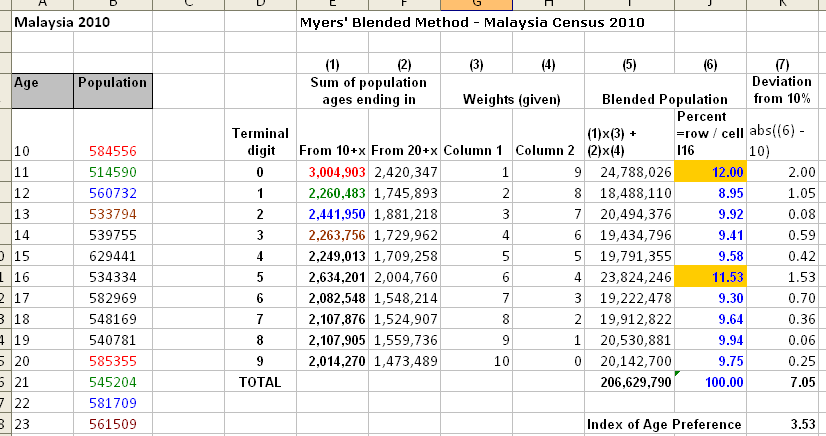 A B C D E F G H I J K
Malaysia 2010 Myers' Blended Method - Malaysia Census 2010
(1) (2) (3) (4) (5) (6) (7)
Age Population Sum of population ages ending in Weights (given) Blended Population Deviation from 10%
10 584556 Terminal digit From 10+x From 20+x Column 1 Column 2 (1)x(3) + (2)x(4) Percent =row / cell I16 abs((6) - 10)
11 514590 0 3,004,903 2,420,347 1 9 24,788,026 12.00 2.00
12 560732 1 2,260,483 1,745,893 2 8 18,488,110 8.95 1.05
13 533794 2 2,441,950 1,881,218 3 7 20,494,376 9.92 0.08
14 539755 3 2,263,756 1,729,962 4 6 19,434,796 9.41 0.59
15 629441 4 2,249,013 1,709,258 5 5 19,791,355 9.58 0.42
16 534334 5 2,634,201 2,004,760 6 4 23,824,246 11.53 1.53
17 582969 6 2,082,548 1,548,214 7 3 19,222,478 9.30 0.70
18 548169 7 2,107,876 1,524,907 8 2 19,912,822 9.64 0.36
19 540781 8 2,107,905 1,559,736 9 1 20,530,881 9.94 0.06
20 585355 9 2,014,270 1,473,489 10 0 20,142,700 9.75 0.25
21 545204 TOTAL 206,629,790 100.00 7.05
22 581709
23 561509 Index of Age Preference 3.53